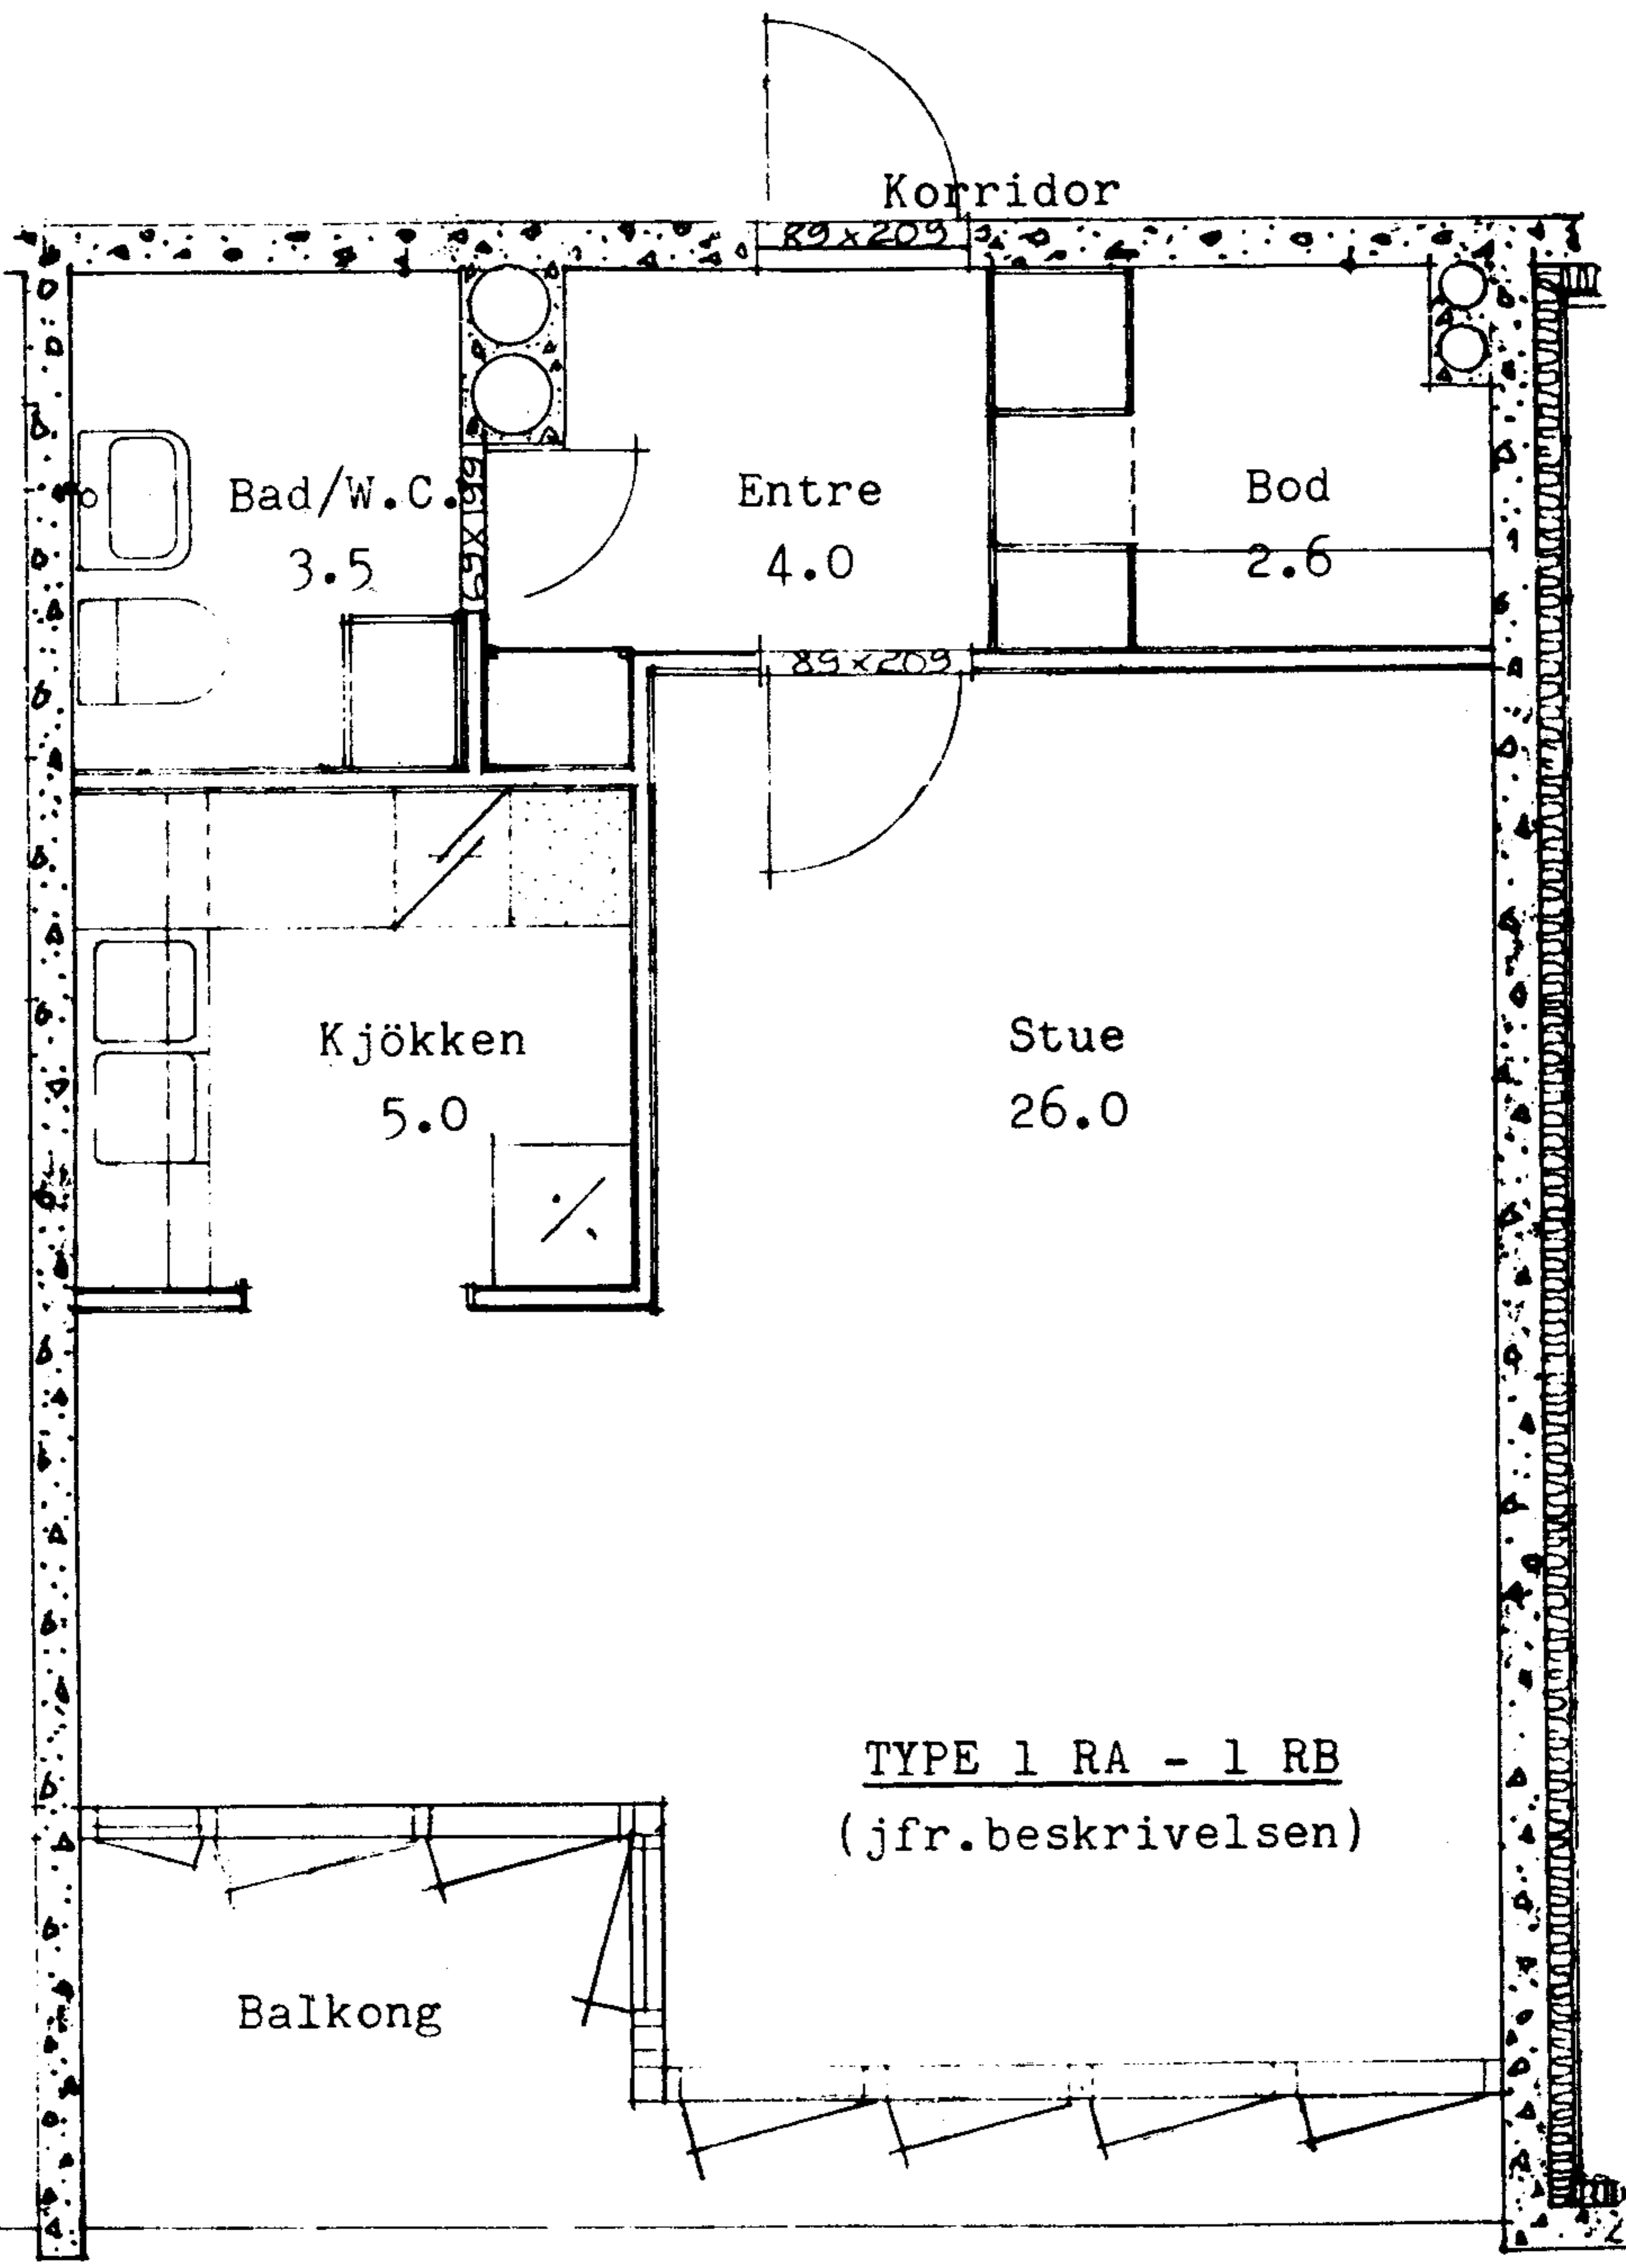 Korridor
89x209
Bad/W.C.
3.5
69x199
Entre
4.0
Bod
2.6
89x209
Kjökken
5.0
Stue
26.0
TYPE 1 RA - 1 RB
(jfr.beskrivelsen)
Balkong